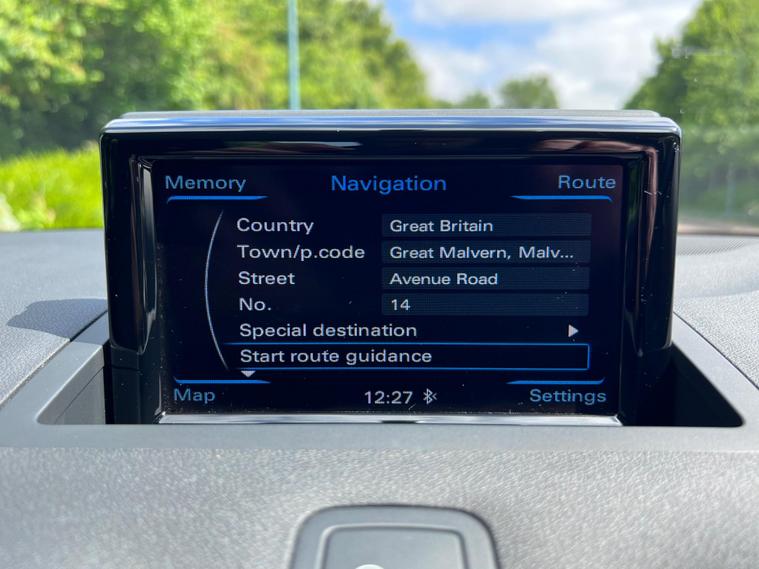 Memory Navigation Route
Country Great Britain
Town/p.code Great Malvern, Malv...
Street Avenue Road
No. 14
Special destination
Start route guidance
Map 12:27 Settings